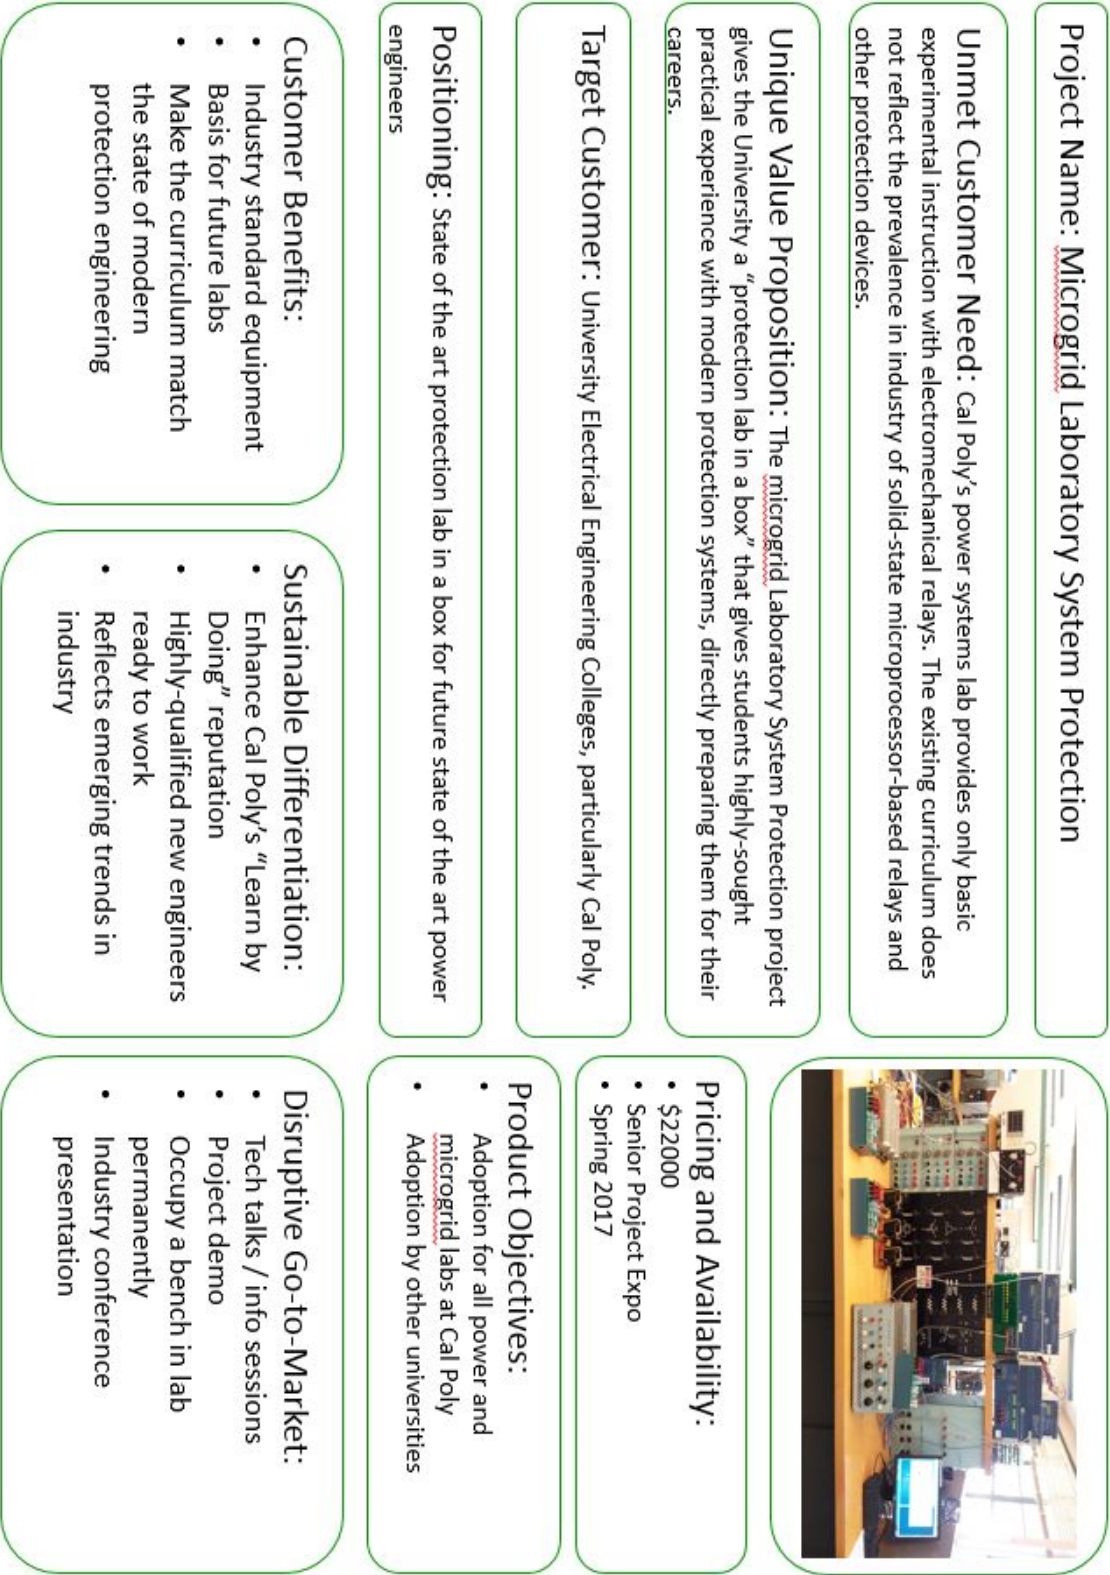 Project Name: Microgrid Laboratory System Protection
Unmet Customer Need: Cal Poly’s power systems lab provides only basic
experimental instruction with electromechanical relays. The existing curriculum does
not reflect the prevalence in industry of solid-state microprocessor-based relays and
other protection devices.
Unique Value Proposition: The microgrid Laboratory System Protection project
gives the University a “protection lab in a box” that gives students highly-sought
practical experience with modern protection systems, directly preparing them for their
careers.
Target Customer: University Electrical Engineering Colleges, particularly Cal Poly.
Positioning: State of the art protection lab in a box for future state of the art power
engineers
Pricing and Availability:
• $22000
• Senior Project Expo
• Spring 2017
Product Objectives:
• Adoption for all power and
microgrid labs at Cal Poly
• Adoption by other universities
Customer Benefits:
• Industry standard equipment
• Basis for future labs
• Make the curriculum match
the state of modern
protection engineering
Sustainable Differentiation:
• Enhance Cal Poly’s “Learn by
Doing” reputation
• Highly-qualified new engineers
ready to work
• Reflects emerging trends in
industry
Disruptive Go-to-Market:
• Tech talks / info sessions
• Project demo
• Occupy a bench in lab
permanently
• Industry conference
presentation